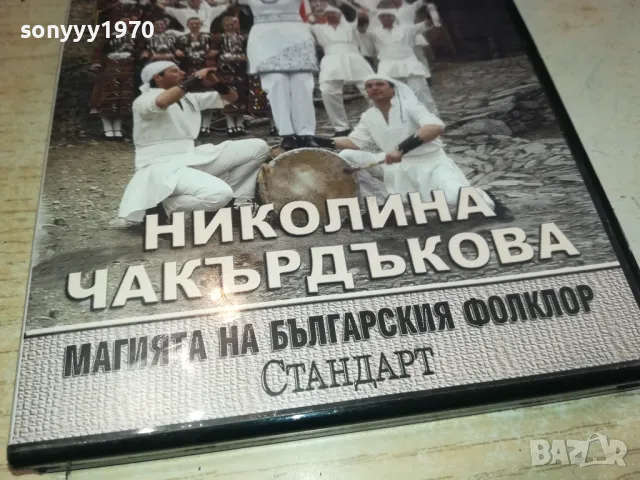 sonyyy1970
НИКОЛИНА
ЧАКЪРДЪКОВА
МАГИЯТА НА БЪЛГАРСКИЯ ФОЛКЛОР
СТАНДАРТ
BAZAR